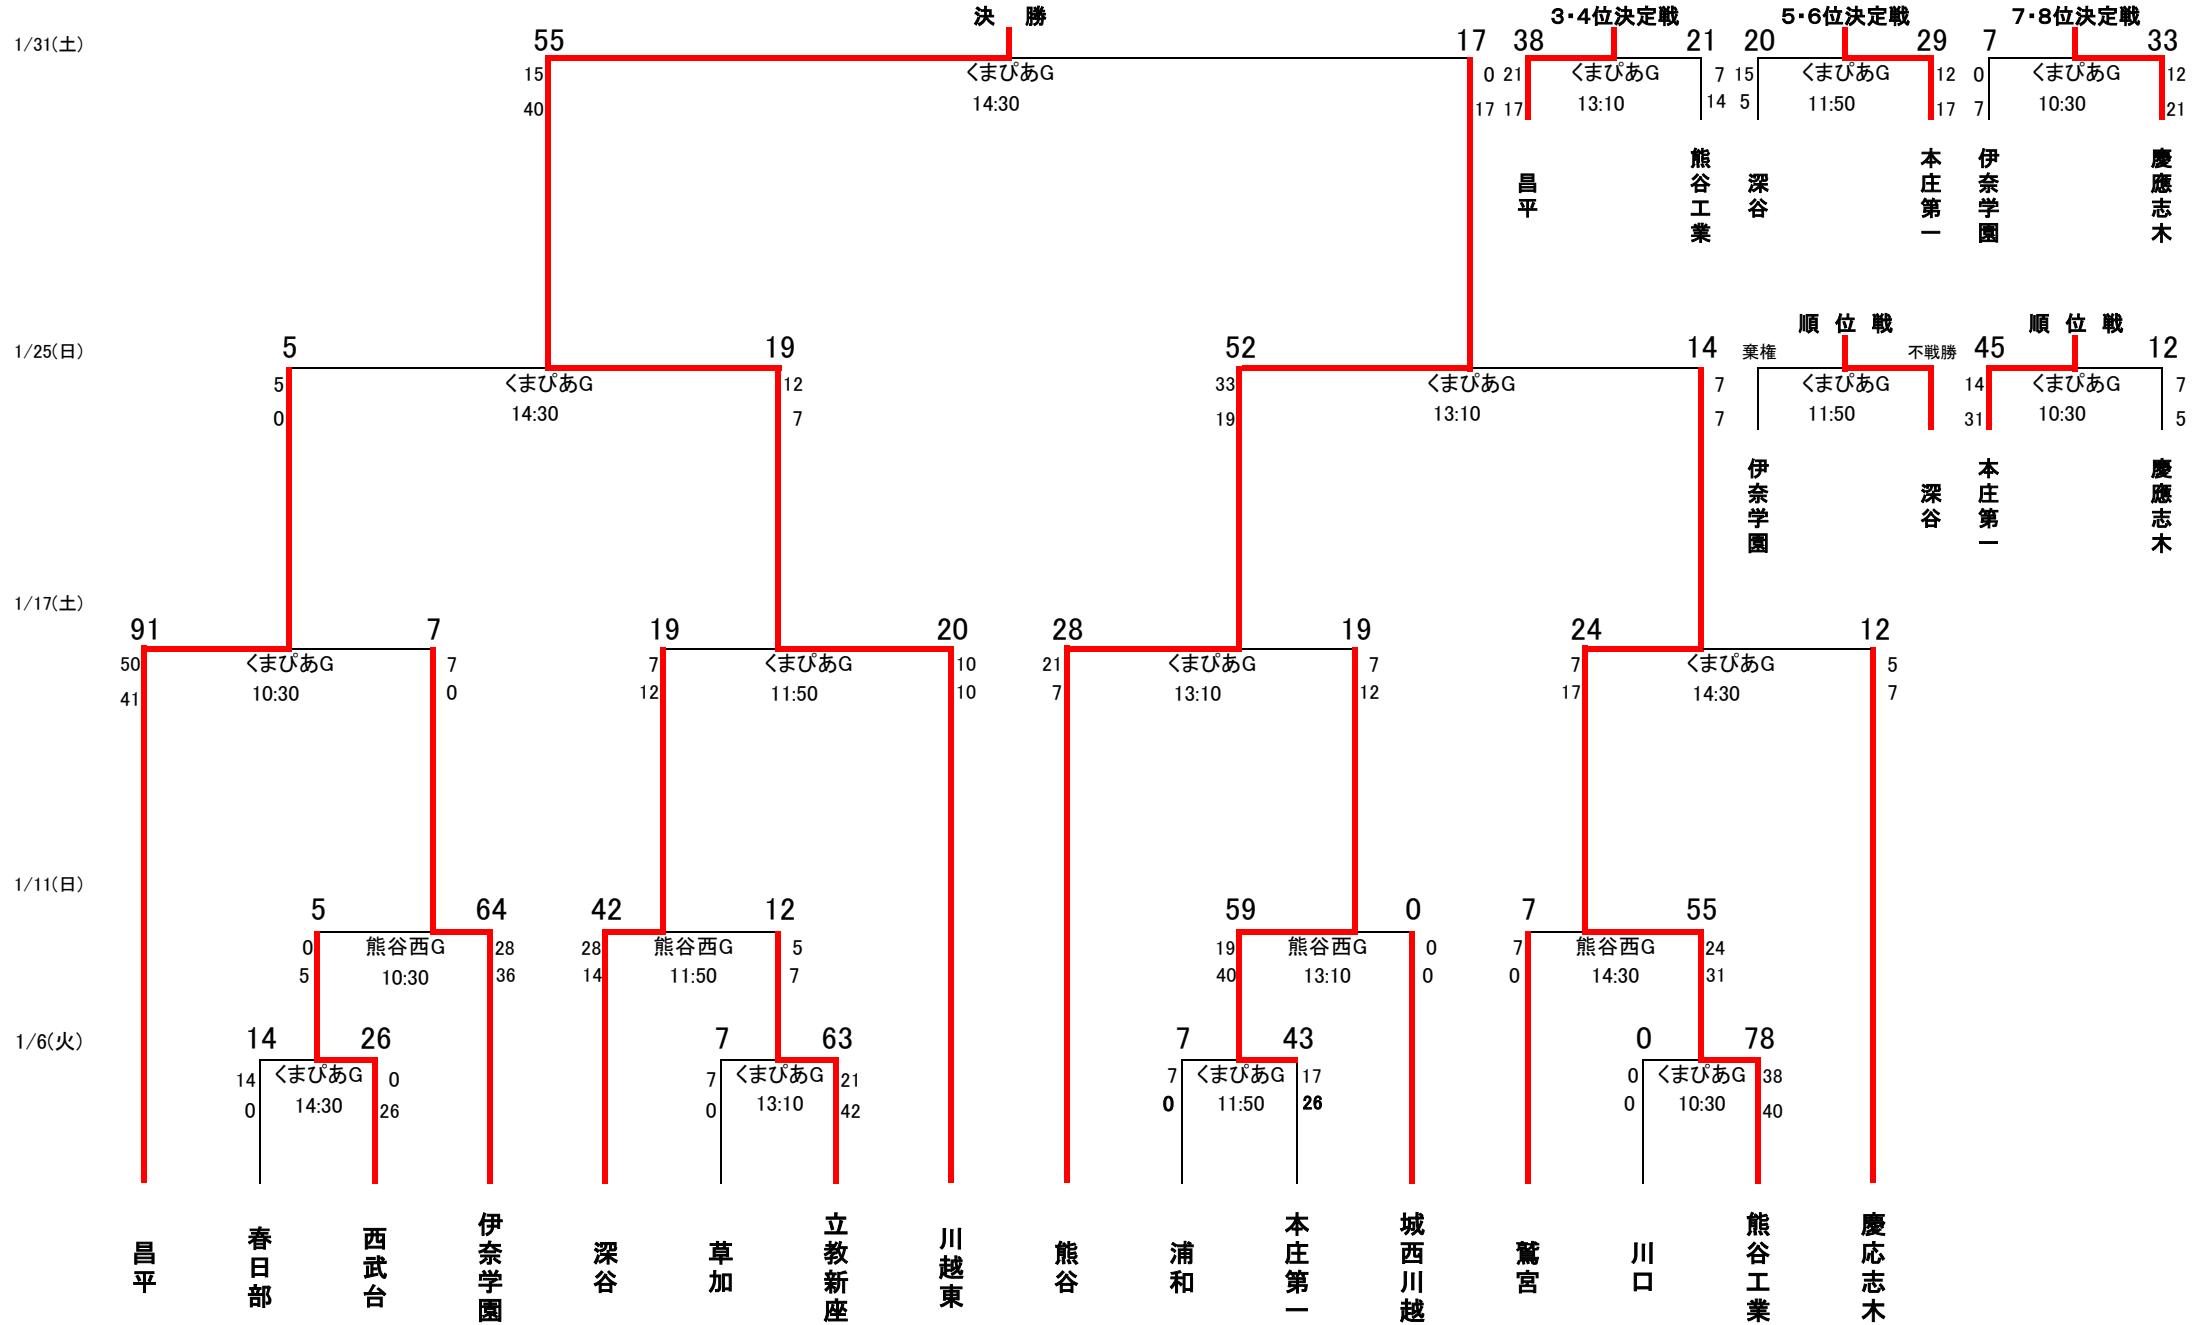 決　勝
3・4位決定戦
5・6位決定戦
7・8位決定戦
1/31(土)
55 17 38 21 20 29 7 33
15 くまぴあG 0 21 くまぴあG 7 15 くまぴあG 12 0 くまぴあG 12
40 14:30 17 17 13:10 14 5 11:50 17 7 10:30 21
昌平
熊谷工業
深谷
本庄第一
伊奈学園
慶應志木
順　位　戦
順　位　戦
1/25(日)
5 19 52 14 棄権 不戦勝 45 12
5 くまぴあG 12 33 くまぴあG 7 くまぴあG 14 くまぴあG 7
0 14:30 7 19 13:10 7 11:50 31 10:30 5
伊奈学園
深谷
本庄第一
慶應志木
1/17(土)
91 7 19 20 28 19 24 12
50 くまぴあG 7 7 くまぴあG 10 21 くまぴあG 7 7 くまぴあG 5
41 10:30 0 12 11:50 10 7 13:10 12 17 14:30 7
1/11(日)
5 64 42 12 59 0 7 55
0 熊谷西G 28 28 熊谷西G 5 19 熊谷西G 0 7 熊谷西G 24
5 10:30 36 14 11:50 7 40 13:10 0 0 14:30 31
1/6(火)
14 26 7 63 7 43 0 78
14 くまぴあG 0 7 くまぴあG 21 7 くまぴあG 17 0 くまぴあG 38
0 14:30 26 0 13:10 42 0 11:50 26 0 10:30 40
昌平
春日部
西武台
伊奈学園
深谷
草加
立教新座
川越東
熊谷
浦和
本庄第一
城西川越
鷲宮
川口
熊谷工業
慶応志木